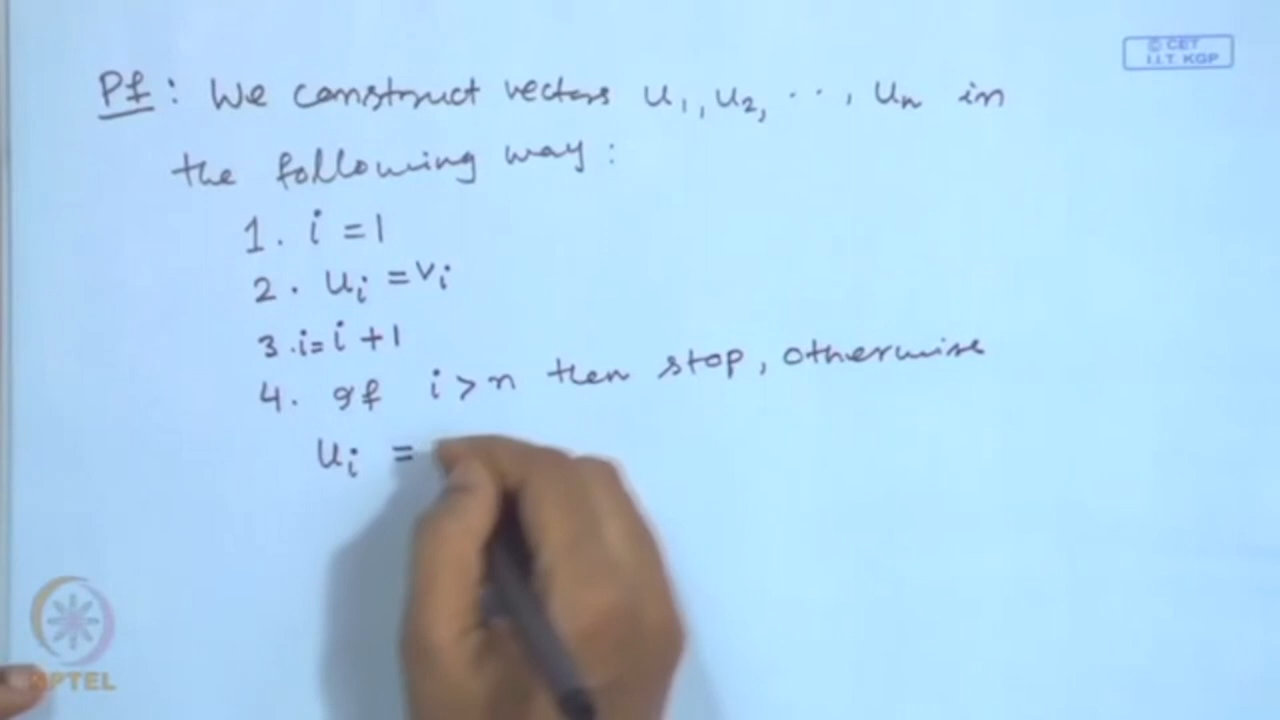 © CET
I.I.T. KGP
Pf : We construct vectors u1, u2, ..., un in
the following way :
1. i = 1
2. ui = vi
3. i = i + 1
4. If i > n then stop, otherwise
ui =
NPTEL